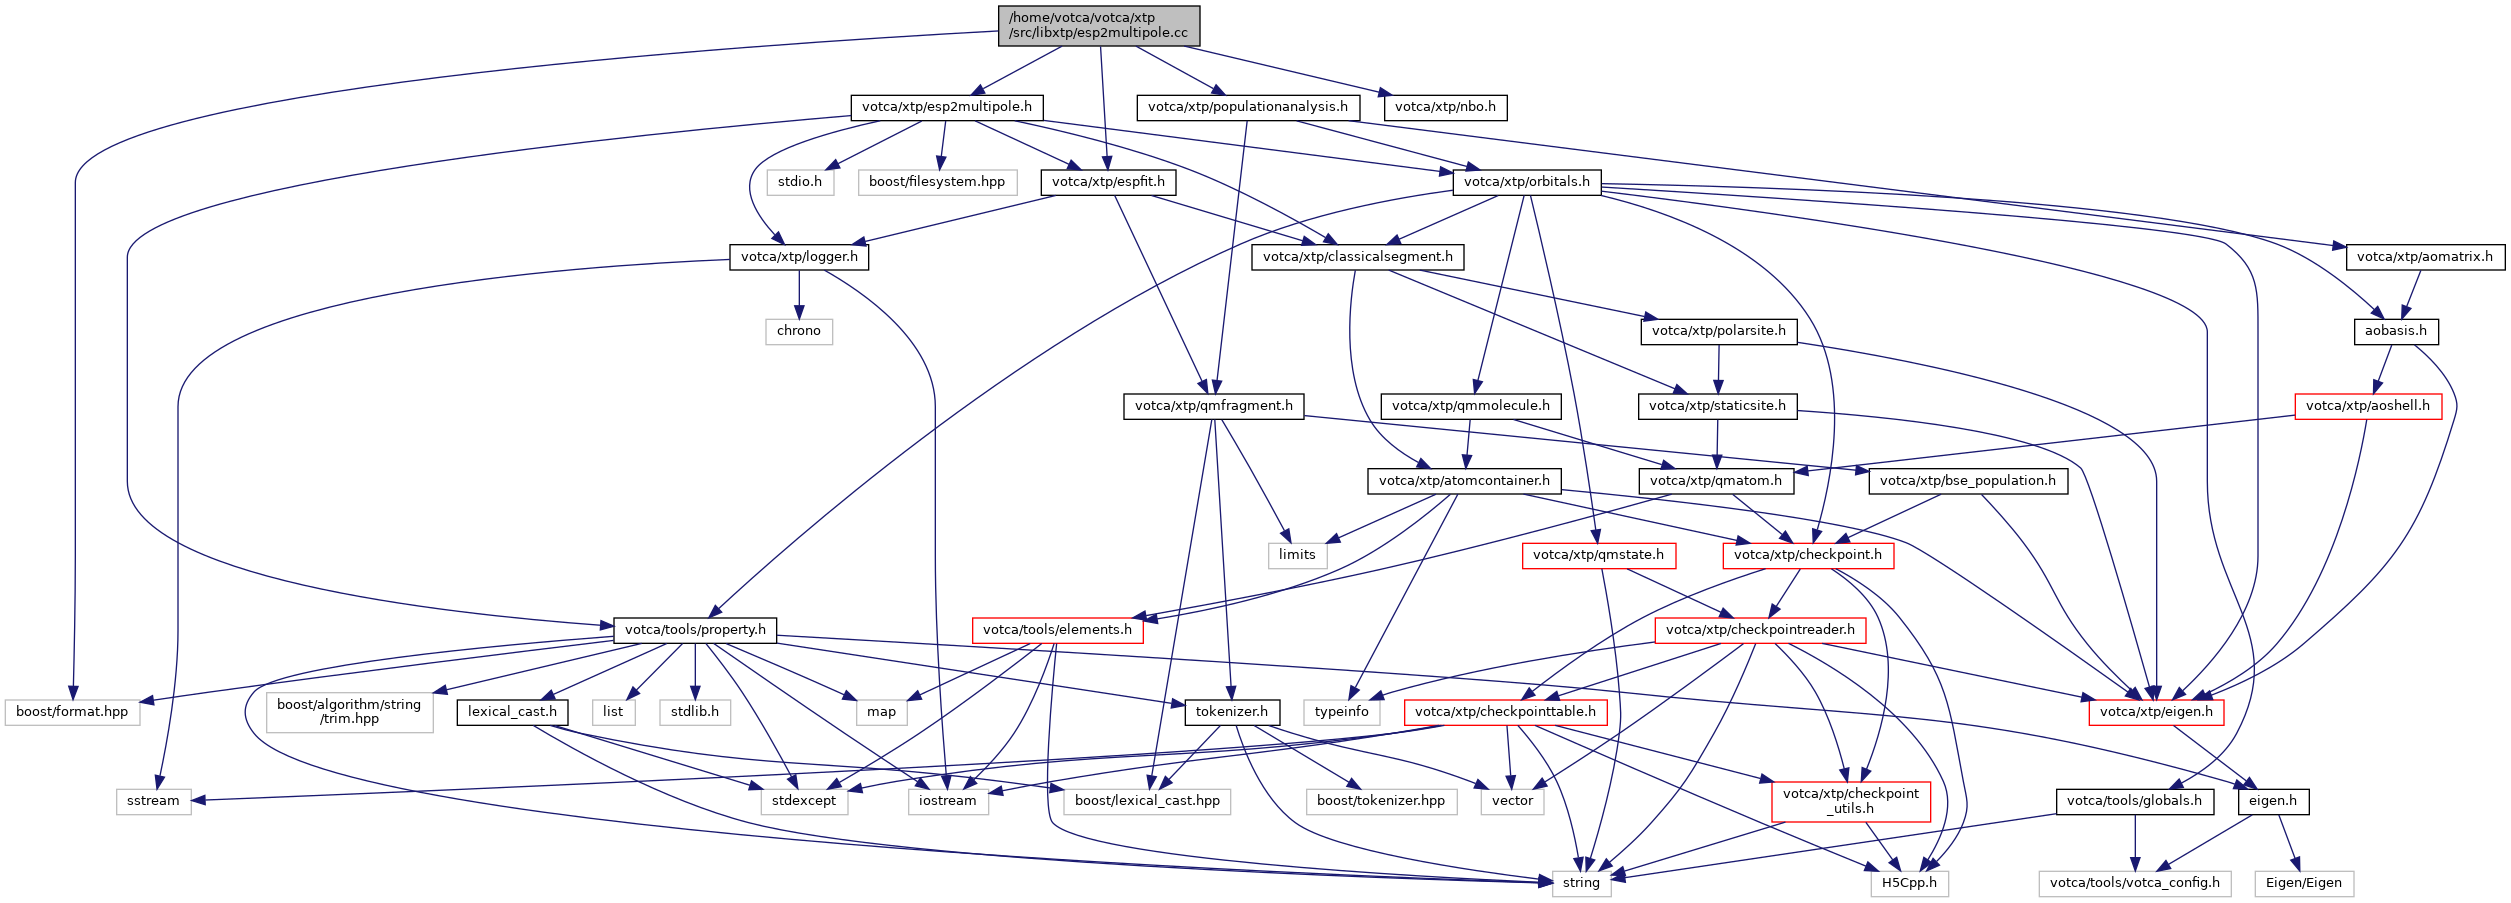 /home/votca/votca/xtp
/src/libxtp/esp2multipole.cc
votca/xtp/esp2multipole.h
votca/xtp/populationanalysis.h
votca/xtp/nbo.h
stdio.h
boost/filesystem.hpp
votca/xtp/espfit.h
votca/xtp/orbitals.h
votca/xtp/logger.h
votca/xtp/classicalsegment.h
votca/xtp/aomatrix.h
chrono
votca/xtp/polarsite.h
aobasis.h
votca/xtp/qmfragment.h
votca/xtp/qmmolecule.h
votca/xtp/staticsite.h
votca/xtp/aoshell.h
votca/xtp/atomcontainer.h
votca/xtp/qmatom.h
votca/xtp/bse_population.h
limits
votca/xtp/qmstate.h
votca/xtp/checkpoint.h
votca/tools/property.h
votca/tools/elements.h
votca/xtp/checkpointreader.h
boost/format.hpp
boost/algorithm/string
/trim.hpp
lexical_cast.h
list
stdlib.h
map
tokenizer.h
typeinfo
votca/xtp/checkpointtable.h
votca/xtp/eigen.h
sstream
stdexcept
iostream
boost/lexical_cast.hpp
boost/tokenizer.hpp
vector
votca/xtp/checkpoint
_utils.h
votca/tools/globals.h
eigen.h
string
H5Cpp.h
votca/tools/votca_config.h
Eigen/Eigen